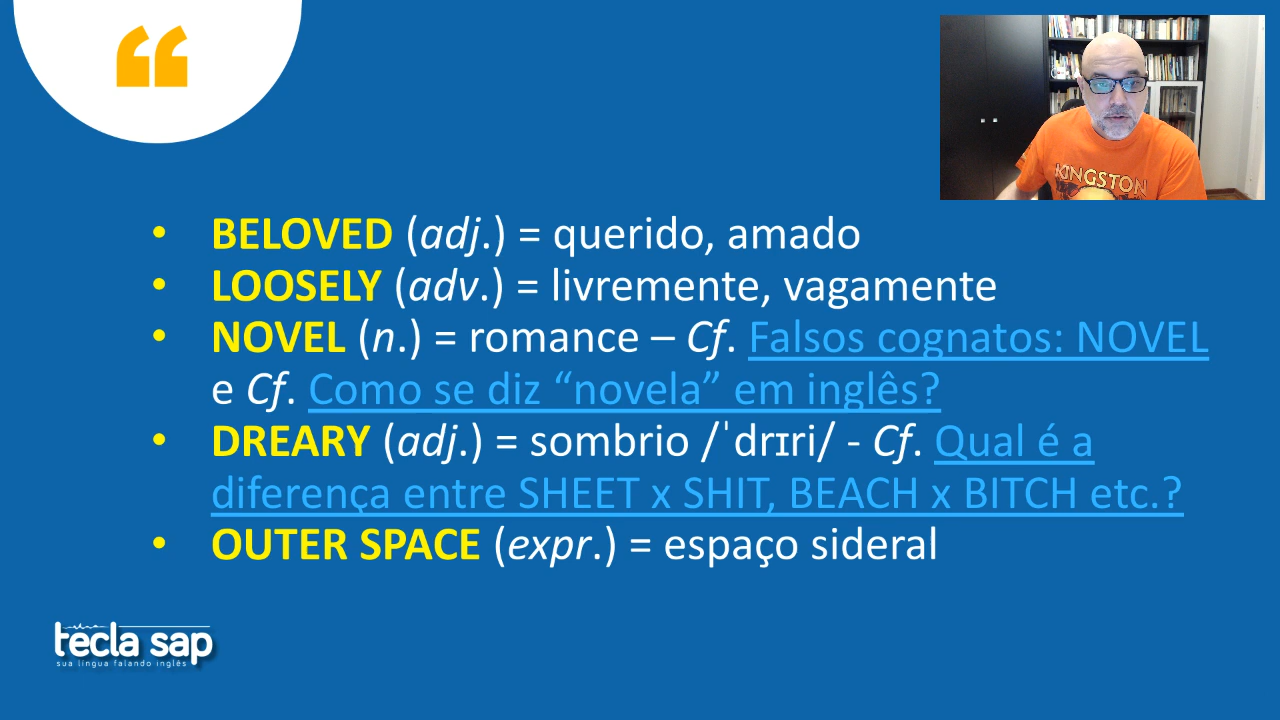 KINGSTON
• BELOVED (adj.) = querido, amado
• LOOSELY (adv.) = livremente, vagamente
• NOVEL (n.) = romance – Cf. Falsos cognatos: NOVEL
e Cf. Como se diz “novela” em inglês?
• DREARY (adj.) = sombrio /ˈdrɪri/ - Cf. Qual é a
diferença entre SHEET x SHIT, BEACH x BITCH etc.?
• OUTER SPACE (expr.) = espaço sideral
tecla sap
sua língua falando inglês